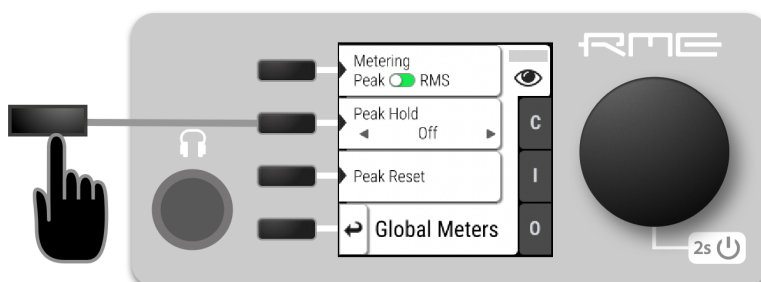 RME
Metering
Peak RMS
Peak Hold
Off
Peak Reset
Global Meters
C
I
O
2s